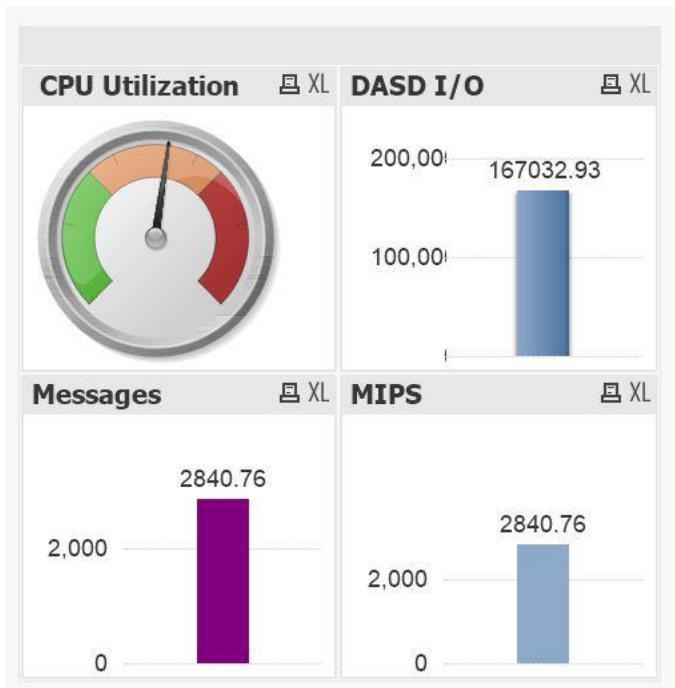 CPU Utilization XL
DASD I/O XL
200,00
167032.93
100,00
Messages XL
2840.76
2,000
0
MIPS XL
2840.76
2,000
0